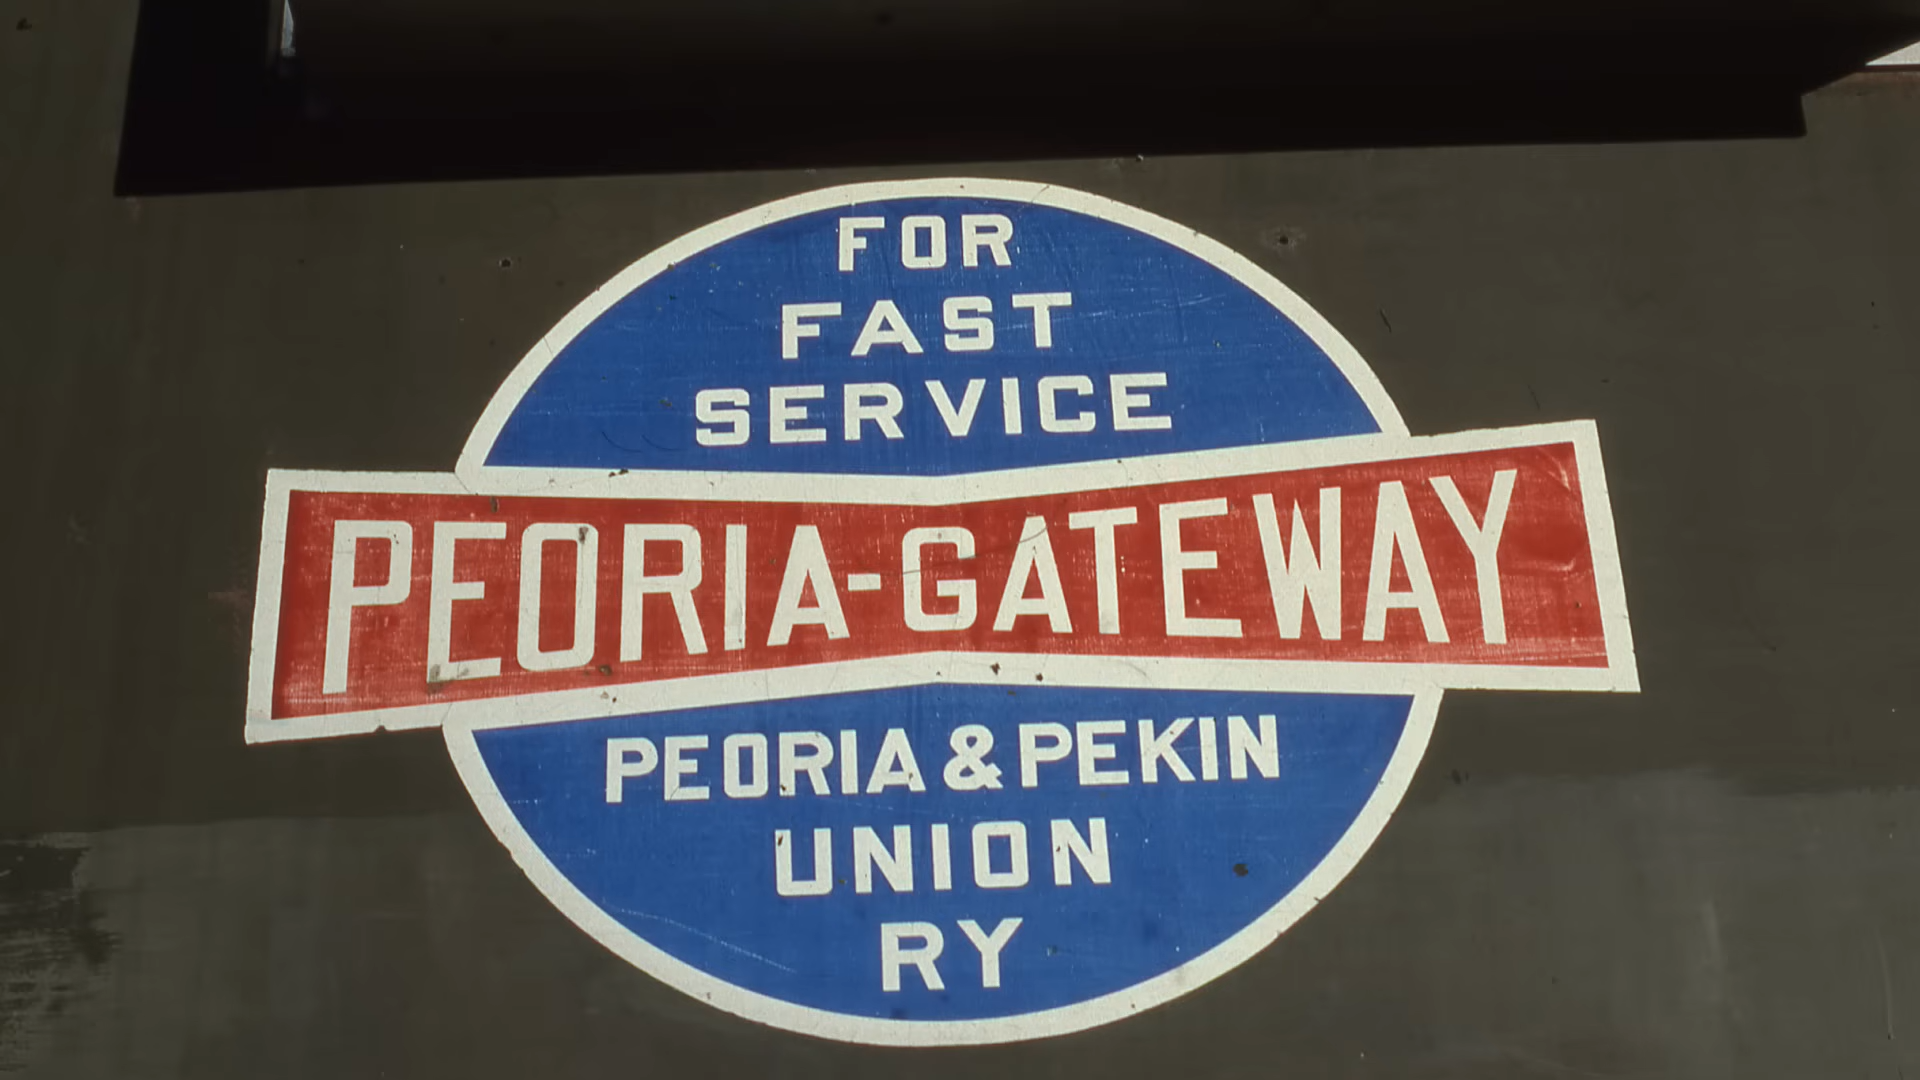 FOR
FAST
SERVICE
PEORIA-GATEWAY
PEORIA & PEKIN
UNION
RY